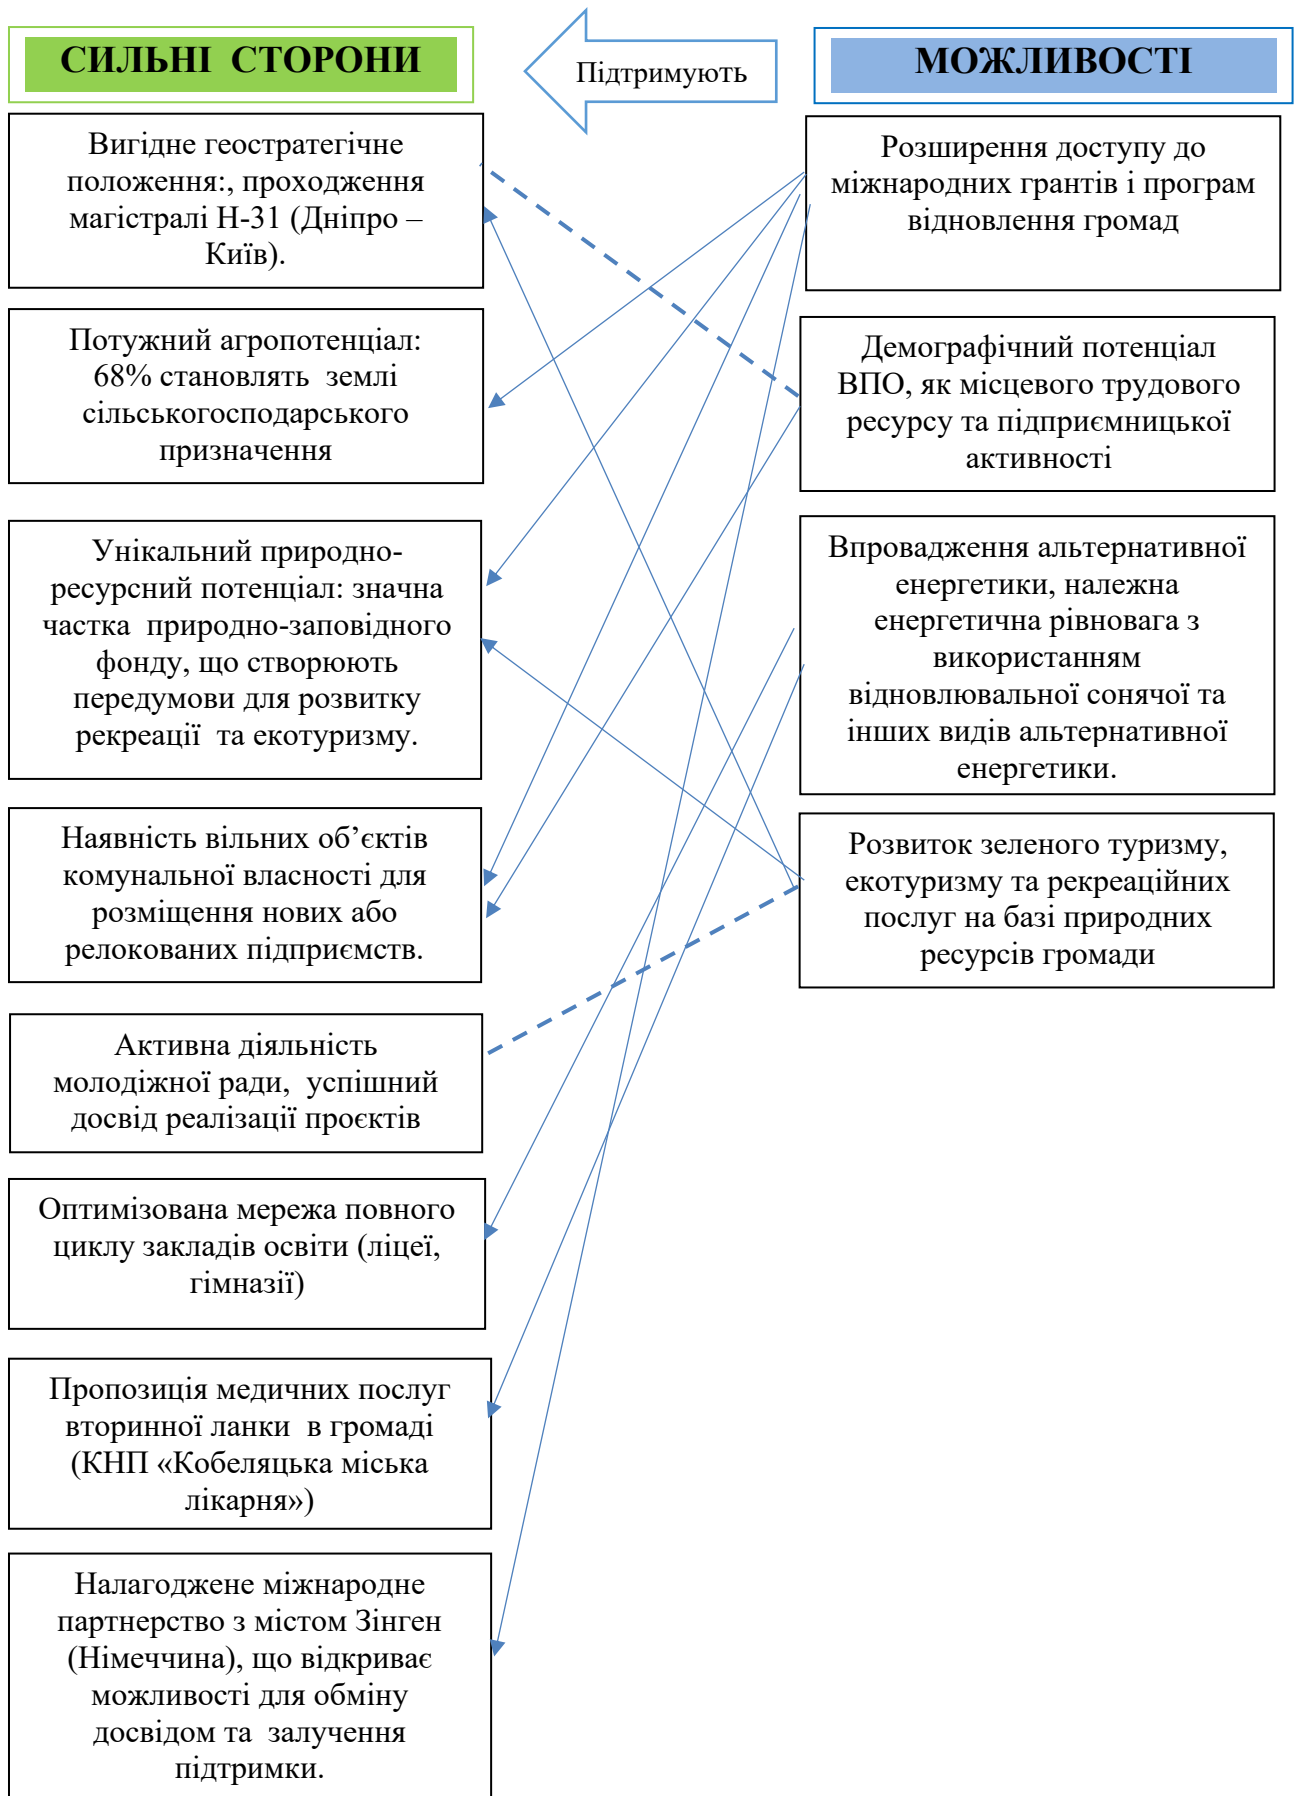 СИЛЬНІ СТОРОНИ
Підтримують
МОЖЛИВОСТІ
Вигідне геостратегічне
положення:, проходження
магістралі Н-31 (Дніпро –
Київ).
Потужний агропотенціал:
68% становлять землі
сільськогосподарського
призначення
Унікальний природно-
ресурсний потенціал: значна
частка природно-заповідного
фонду, що створюють
передумови для розвитку
рекреації та екотуризму.
Наявність вільних об’єктів
комунальної власності для
розміщення нових або
релокованих підприємств.
Активна діяльність
молодіжної ради, успішний
досвід реалізації проєктів
Оптимізована мережа повного
циклу закладів освіти (ліцеї,
гімназії)
Пропозиція медичних послуг
вторинної ланки в громаді
(КНП «Кобеляцька міська
лікарня»)
Налагоджене міжнародне
партнерство з містом Зінген
(Німеччина), що відкриває
можливості для обміну
досвідом та залучення
підтримки.
Розширення доступу до
міжнародних грантів і програм
відновлення громад
Демографічний потенціал
ВПО, як місцевого трудового
ресурсу та підприємницької
активності
Впровадження альтернативної
енергетики, належна
енергетична рівновага з
використанням
відновлювальної сонячої та
інших видів альтернативної
енергетики.
Розвиток зеленого туризму,
екотуризму та рекреаційних
послуг на базі природних
ресурсів громади